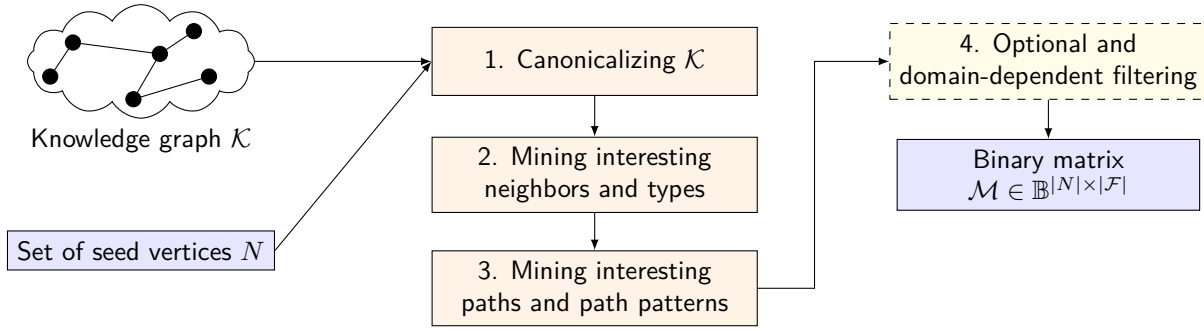 Knowledge graph 𝒦
Set of seed vertices N
1. Canonicalizing 𝒦
2. Mining interesting
neighbors and types
3. Mining interesting
paths and path patterns
4. Optional and
domain-dependent filtering
Binary matrix
ℳ ∈ 𝔹^{|N|×|ℱ|}